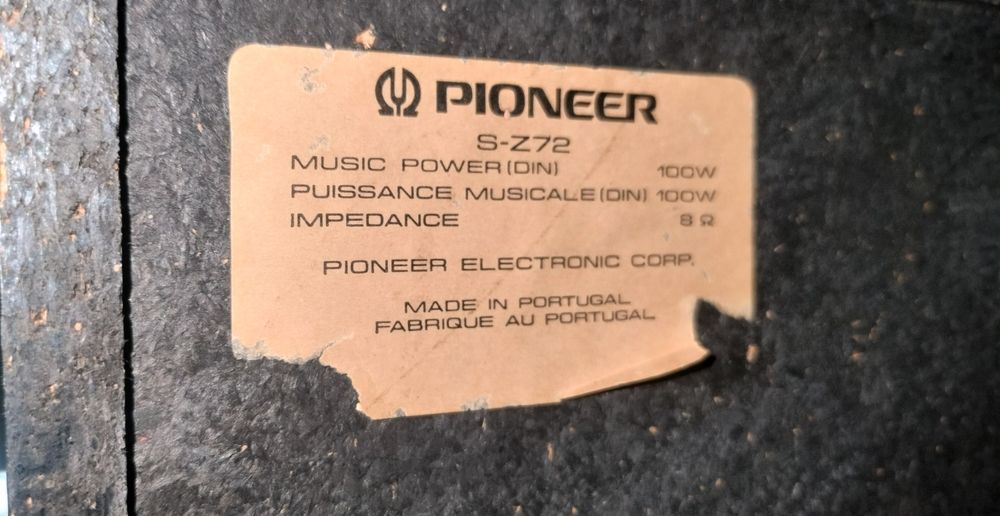 PIONEER
S-Z72
MUSIC POWER (DIN) 100W
PUISSANCE MUSICALE (DIN) 100W
IMPEDANCE 8 Ω
PIONEER ELECTRONIC CORP.
MADE IN PORTUGAL
FABRIQUE AU PORTUGAL